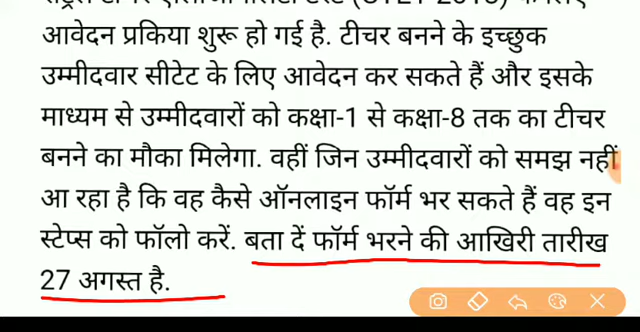 आवेदन प्रकिया शुरू हो गई है. टीचर बनने के इच्छुक
उम्मीदवार सीटेट के लिए आवेदन कर सकते हैं और इसके
माध्यम से उम्मीदवारों को कक्षा-1 से कक्षा-8 तक का टीचर
बनने का मौका मिलेगा. वहीं जिन उम्मीदवारों को समझ नहीं
आ रहा है कि वह कैसे ऑनलाइन फॉर्म भर सकते हैं वह इन
स्टेप्स को फॉलो करें. बता दें फॉर्म भरने की आखिरी तारीख
27 अगस्त है.